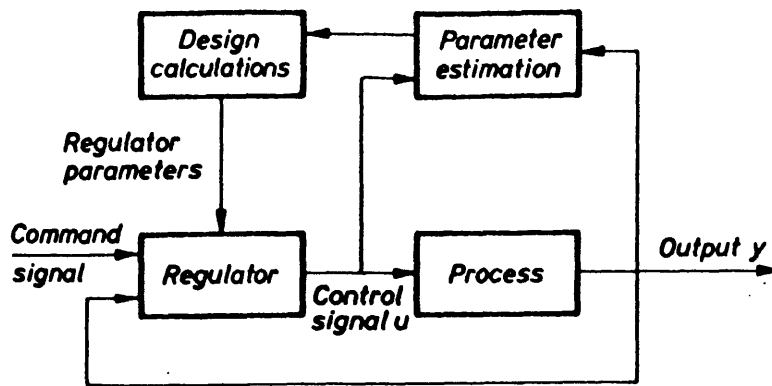 Design
calculations
Parameter
estimation
Regulator
parameters
Command
signal
Regulator
Control
signal u
Process
Output y